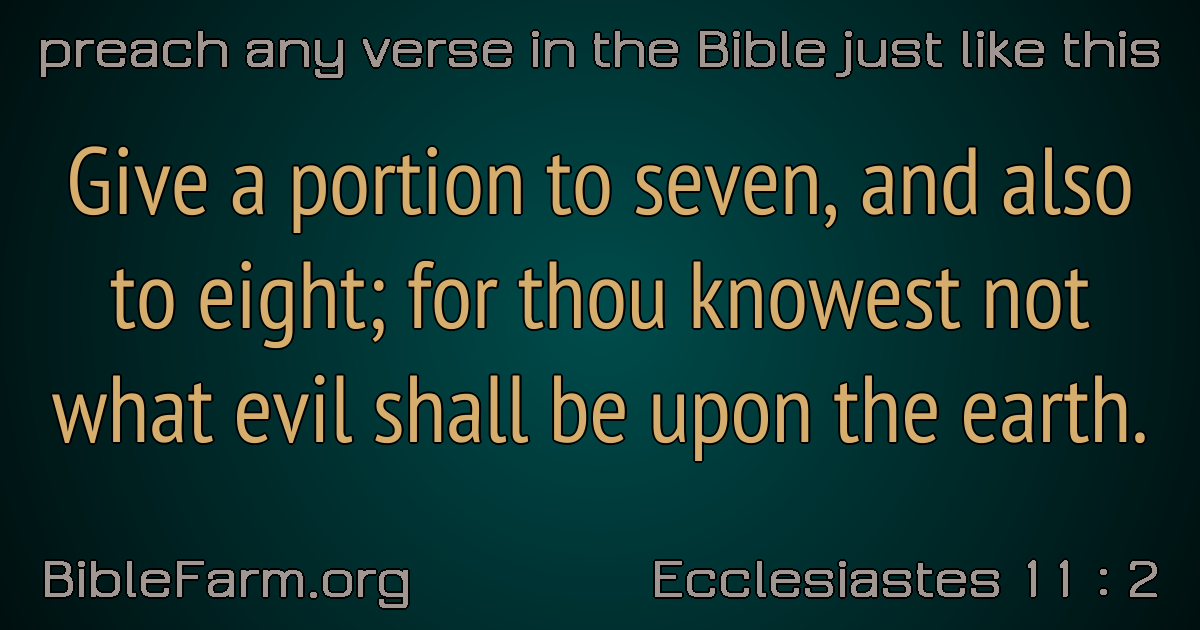 preach any verse in the Bible just like this
Give a portion to seven, and also
to eight; for thou knowest not
what evil shall be upon the earth.
BibleFarm.org
Ecclesiastes 11 : 2